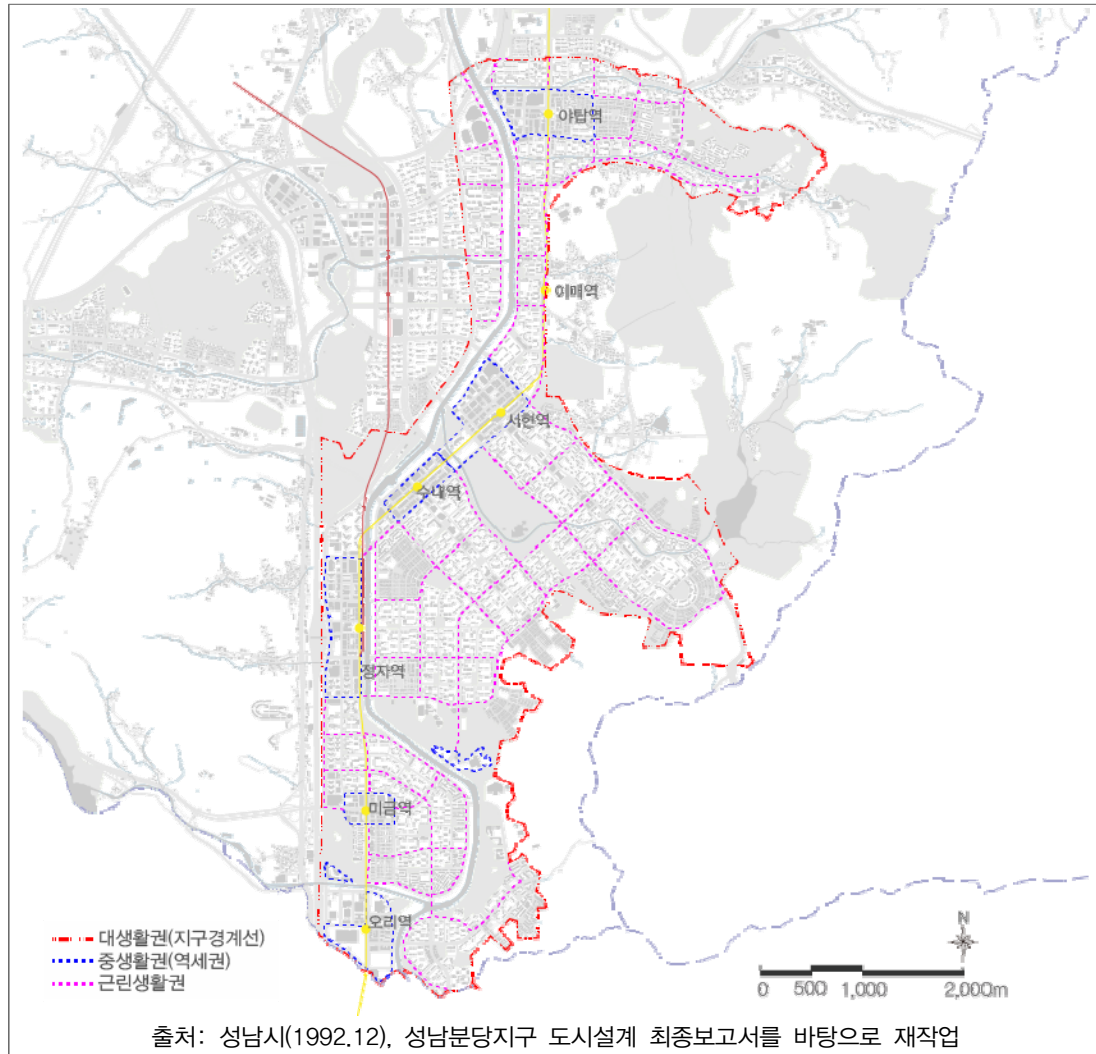 야탑역
이매역
서현역
수내역
정자역
미금역
오리역
대생활권(지구경계선)
중생활권(역세권)
근린생활권
N
0 500 1,000 2,000m
출처: 성남시(1992.12), 성남분당지구 도시설계 최종보고서를 바탕으로 재작업